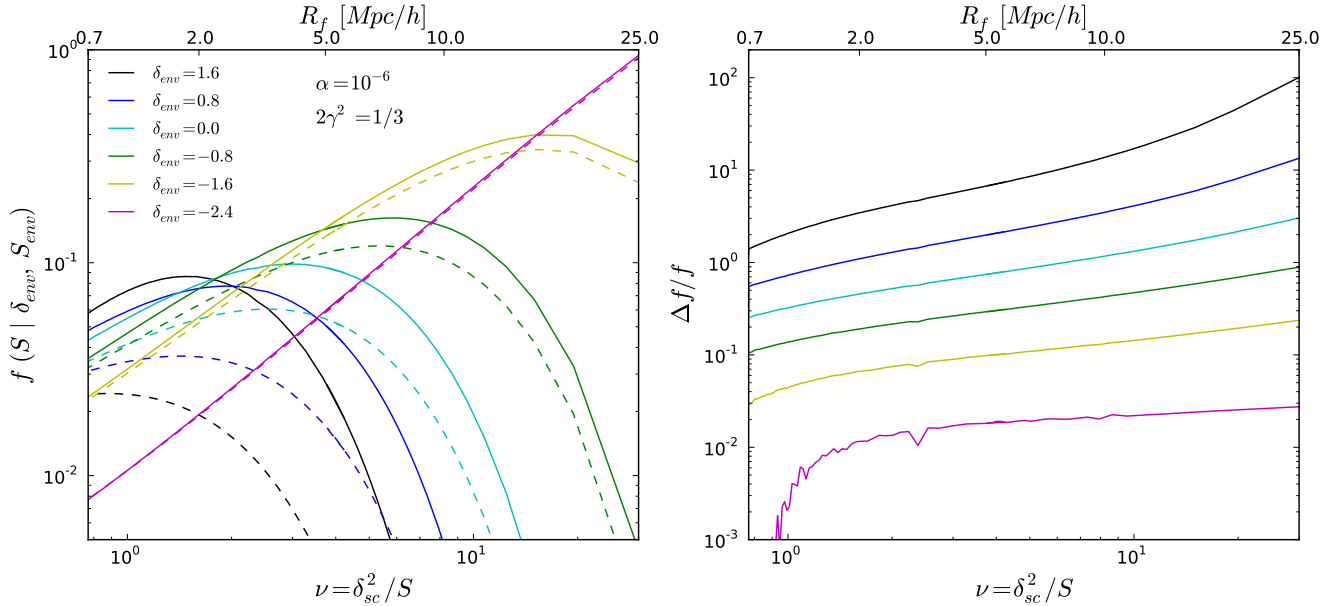 R_f [Mpc/h]
0.7 2.0 5.0 10.0 25.0
10^0
10^{-1}
10^{-2}
f (S | δ_env, S_env)
δ_env=1.6
δ_env=0.8
δ_env=0.0
δ_env=−0.8
δ_env=−1.6
δ_env=−2.4
α=10^{-6}
2γ^2 =1/3
10^0 10^1
ν=δ_sc^2/S
R_f [Mpc/h]
0.7 2.0 5.0 10.0 25.0
10^2
10^1
10^0
10^{-1}
10^{-2}
10^{-3}
Δf/f
10^0 10^1
ν=δ_sc^2/S